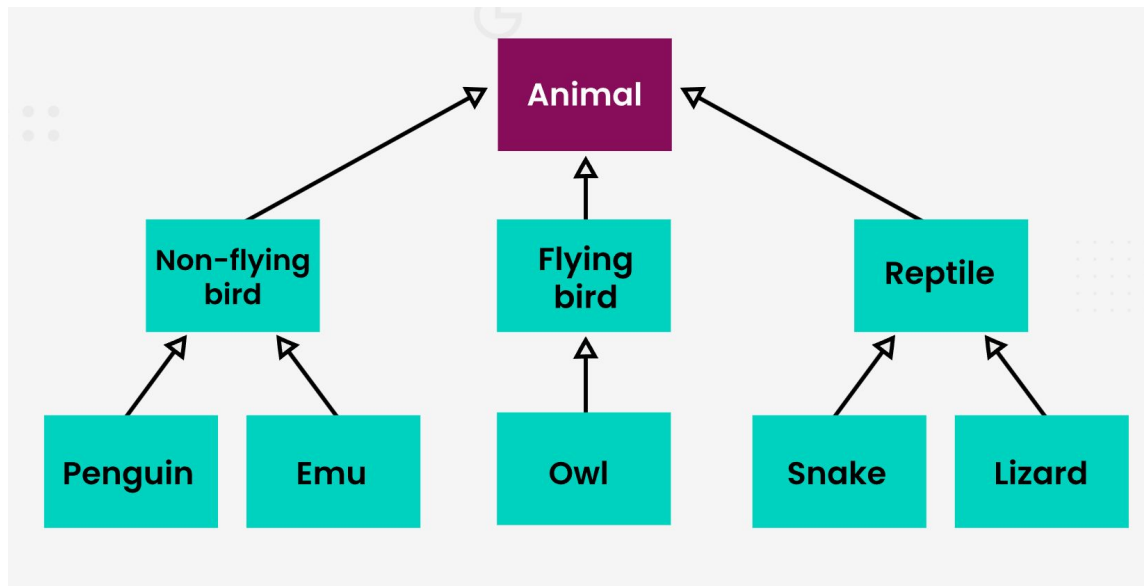 Animal
Non-flying
bird
Flying
bird
Reptile
Penguin
Emu
Owl
Snake
Lizard